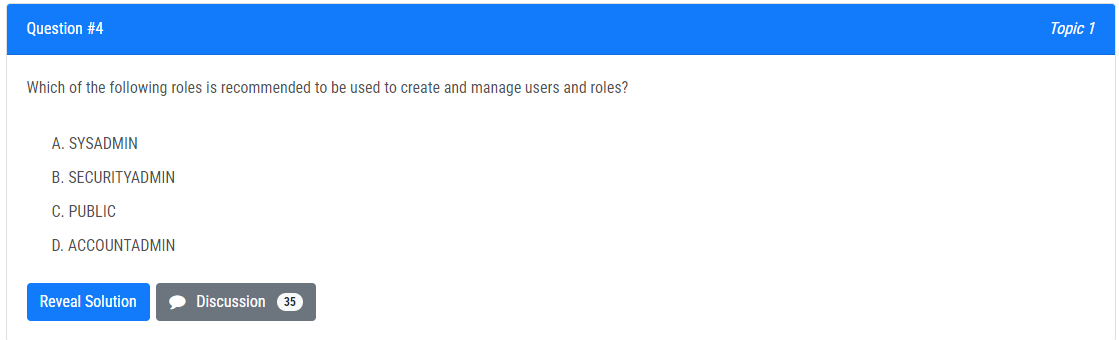 Question #4
Topic 1
Which of the following roles is recommended to be used to create and manage users and roles?
A. SYSADMIN
B. SECURITYADMIN
C. PUBLIC
D. ACCOUNTADMIN
Reveal Solution
Discussion 35